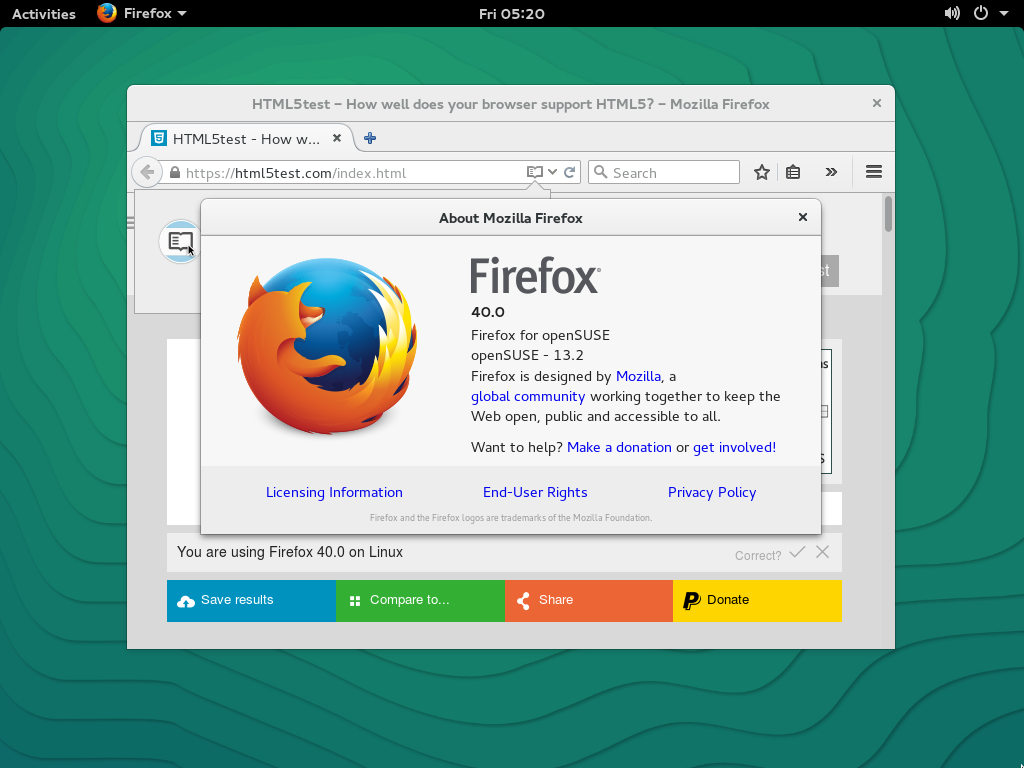 Activities
Firefox
Fri 05:20
HTML5test – How well does your browser support HTML5? – Mozilla Firefox
HTML5test - How w...
https://html5test.com/index.html
Search
About Mozilla Firefox
Firefox
40.0
Firefox for openSUSE
openSUSE - 13.2
Firefox is designed by Mozilla, a
global community working together to keep the
Web open, public and accessible to all.
Want to help? Make a donation or get involved!
Licensing Information
End-User Rights
Privacy Policy
Firefox and the Firefox logos are trademarks of the Mozilla Foundation.
You are using Firefox 40.0 on Linux
Correct?
Save results
Compare to...
Share
Donate